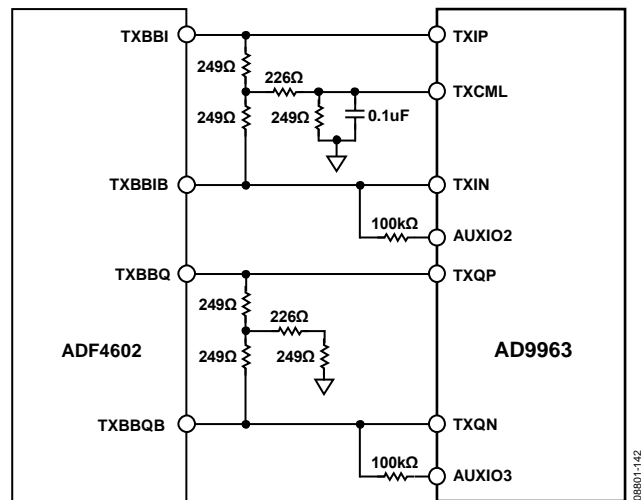 TXBBI
TXIP
249Ω
226Ω
TXCML
249Ω
249Ω
0.1uF
TXBBIB
TXIN
100kΩ
AUXIO2
TXBBQ
TXQP
249Ω
226Ω
ADF4602
249Ω
249Ω
AD9963
TXBBQB
TXQN
100kΩ
AUXIO3
08801-142